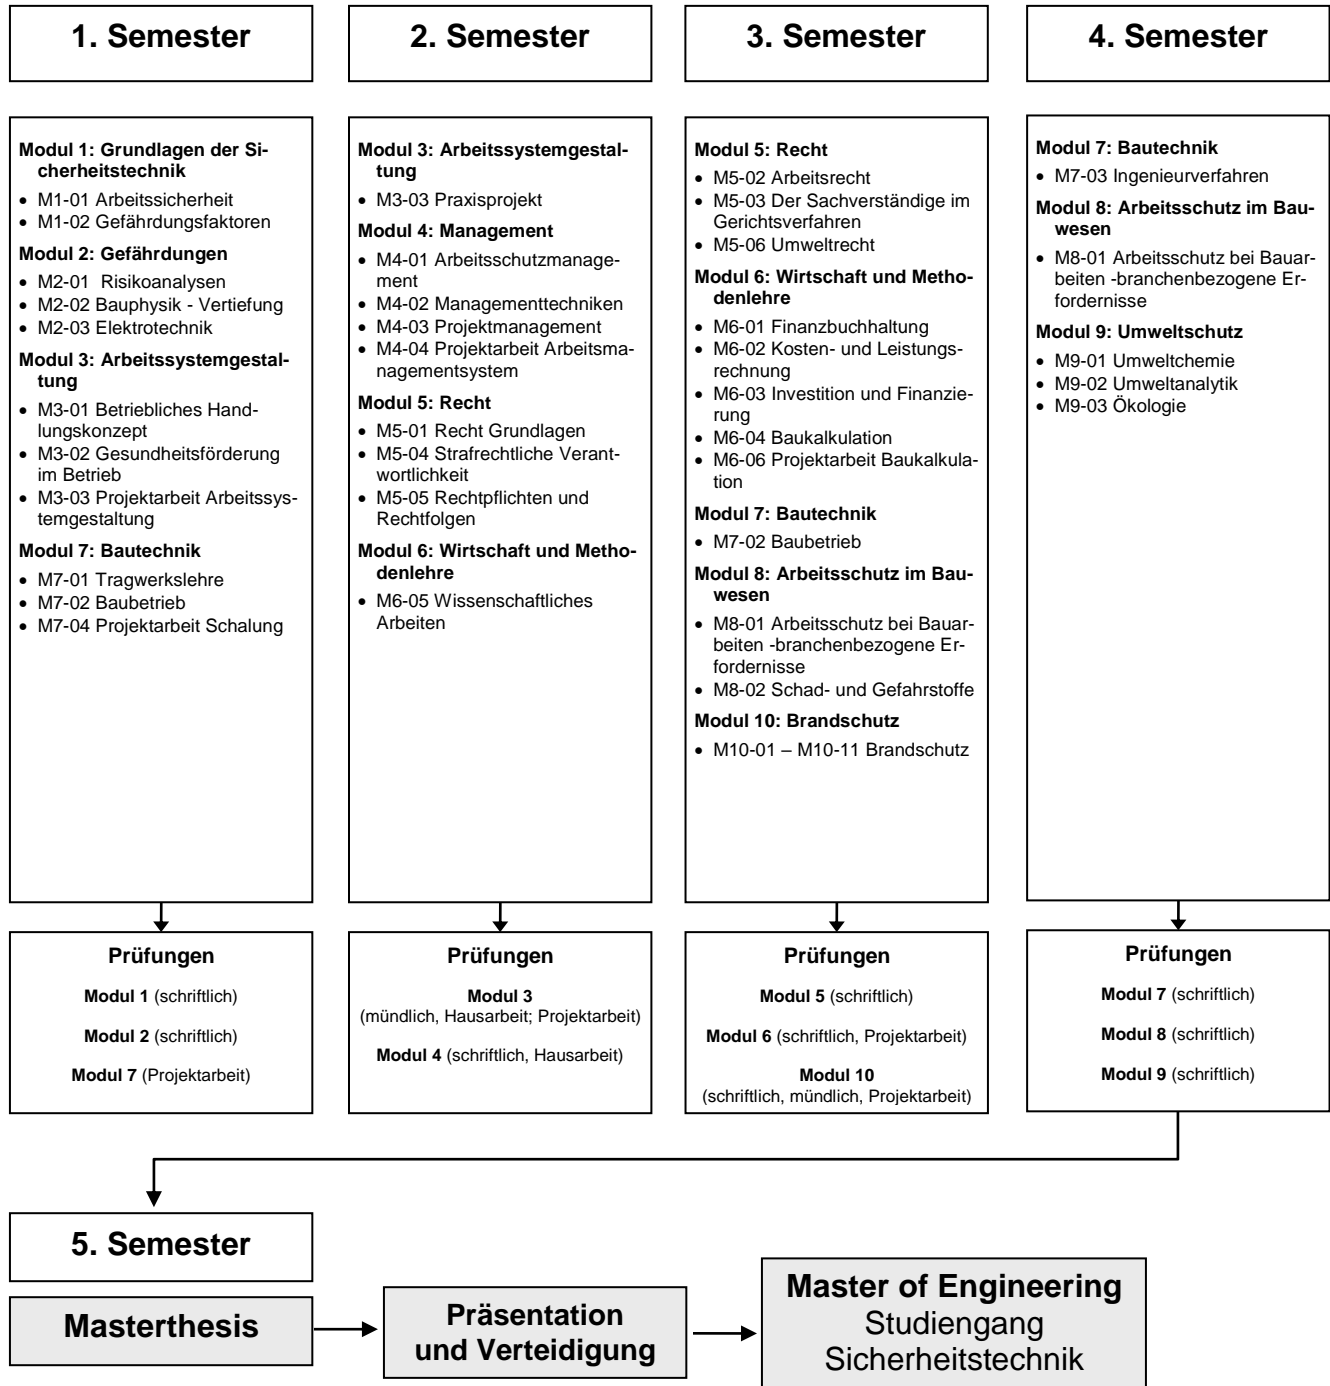 1. Semester
2. Semester
3. Semester
4. Semester
Modul 1: Grundlagen der Si-
cherheitstechnik
• M1-01 Arbeitssicherheit
• M1-02 Gefährdungsfaktoren
Modul 2: Gefährdungen
• M2-01 Risikoanalysen
• M2-02 Bauphysik - Vertiefung
• M2-03 Elektrotechnik
Modul 3: Arbeitssystemgestal-
tung
• M3-01 Betriebliches Hand-
lungskonzept
• M3-02 Gesundheitsförderung
im Betrieb
• M3-03 Projektarbeit Arbeitssys-
temgestaltung
Modul 7: Bautechnik
• M7-01 Tragwerkslehre
• M7-02 Baubetrieb
• M7-04 Projektarbeit Schalung
Modul 3: Arbeitssystemgestal-
tung
• M3-03 Praxisprojekt
Modul 4: Management
• M4-01 Arbeitsschutzmanage-
ment
• M4-02 Managementtechniken
• M4-03 Projektmanagement
• M4-04 Projektarbeit Arbeitsma-
nagementsystem
Modul 5: Recht
• M5-01 Recht Grundlagen
• M5-04 Strafrechtliche Verant-
wortlichkeit
• M5-05 Rechtpflichten und
Rechtfolgen
Modul 6: Wirtschaft und Metho-
denlehre
• M6-05 Wissenschaftliches
Arbeiten
Modul 5: Recht
• M5-02 Arbeitsrecht
• M5-03 Der Sachverständige im
Gerichtsverfahren
• M5-06 Umweltrecht
Modul 6: Wirtschaft und Metho-
denlehre
• M6-01 Finanzbuchhaltung
• M6-02 Kosten- und Leistungs-
rechnung
• M6-03 Investition und Finanzie-
rung
• M6-04 Baukalkulation
• M6-06 Projektarbeit Baukalkula-
tion
Modul 7: Bautechnik
• M7-02 Baubetrieb
Modul 8: Arbeitsschutz im Bau-
wesen
• M8-01 Arbeitsschutz bei Bauar-
beiten -branchenbezogene Er-
fordernisse
• M8-02 Schad- und Gefahrstoffe
Modul 10: Brandschutz
• M10-01 – M10-11 Brandschutz
Modul 7: Bautechnik
• M7-03 Ingenieurverfahren
Modul 8: Arbeitsschutz im Bau-
wesen
• M8-01 Arbeitsschutz bei Bauar-
beiten -branchenbezogene Er-
fordernisse
Modul 9: Umweltschutz
• M9-01 Umweltchemie
• M9-02 Umweltanalytik
• M9-03 Ökologie
Prüfungen
Modul 1 (schriftlich)
Modul 2 (schriftlich)
Modul 7 (Projektarbeit)
Prüfungen
Modul 3
(mündlich, Hausarbeit; Projektarbeit)
Modul 4 (schriftlich, Hausarbeit)
Prüfungen
Modul 5 (schriftlich)
Modul 6 (schriftlich, Projektarbeit)
Modul 10
(schriftlich, mündlich, Projektarbeit)
Prüfungen
Modul 7 (schriftlich)
Modul 8 (schriftlich)
Modul 9 (schriftlich)
5. Semester
Masterthesis
Präsentation
und Verteidigung
Master of Engineering
Studiengang
Sicherheitstechnik